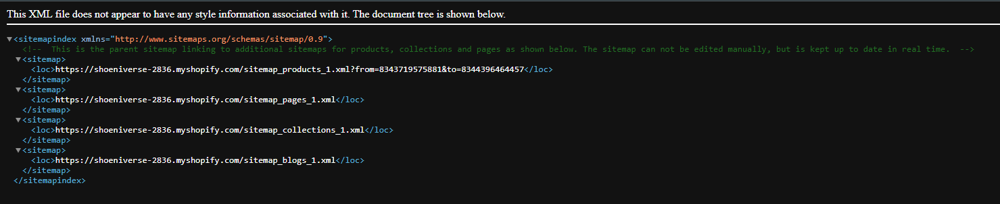 This XML file does not appear to have any style information associated with it. The document tree is shown below.
<sitemapindex xmlns="http://www.sitemaps.org/schemas/sitemap/0.9">
<!-- This is the parent sitemap linking to additional sitemaps for products, collections and pages as shown below. The sitemap can not be edited manually, but is kept up to date in real time. -->
<sitemap>
<loc>https://shoeniverse-2836.myshopify.com/sitemap_products_1.xml?from=8343719575881&to=8344396464457</loc>
</sitemap>
<sitemap>
<loc>https://shoeniverse-2836.myshopify.com/sitemap_pages_1.xml</loc>
</sitemap>
<sitemap>
<loc>https://shoeniverse-2836.myshopify.com/sitemap_collections_1.xml</loc>
</sitemap>
<sitemap>
<loc>https://shoeniverse-2836.myshopify.com/sitemap_blogs_1.xml</loc>
</sitemap>
</sitemapindex>